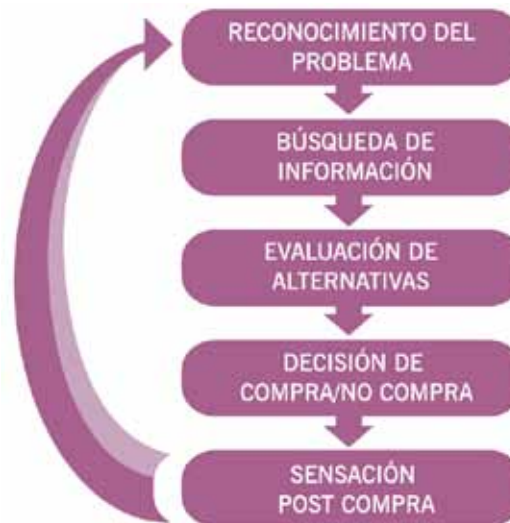 RECONOCIMIENTO DEL
PROBLEMA
BÚSQUEDA DE
INFORMACIÓN
EVALUACIÓN DE
ALTERNATIVAS
DECISIÓN DE
COMPRA/NO COMPRA
SENSACIÓN
POST COMPRA